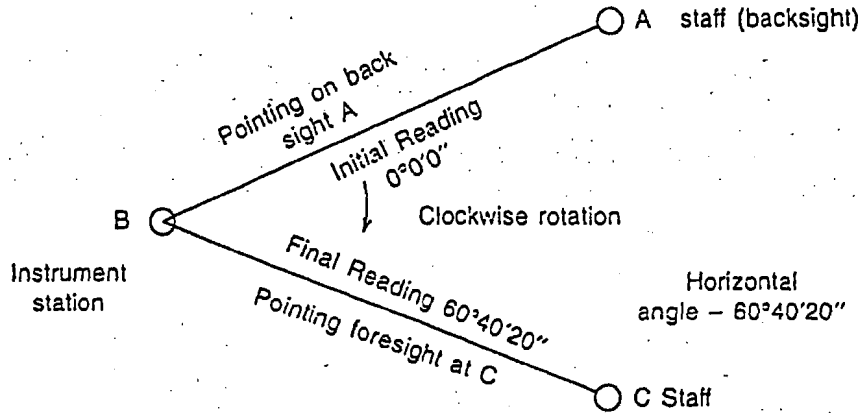 A staff (backsight)
Pointing on back
sight A
Initial Reading
0°0'0"
B
Clockwise rotation
Instrument
station
Final Reading 60°40'20"
Pointing foresight at C
Horizontal
angle – 60°40'20"
C Staff